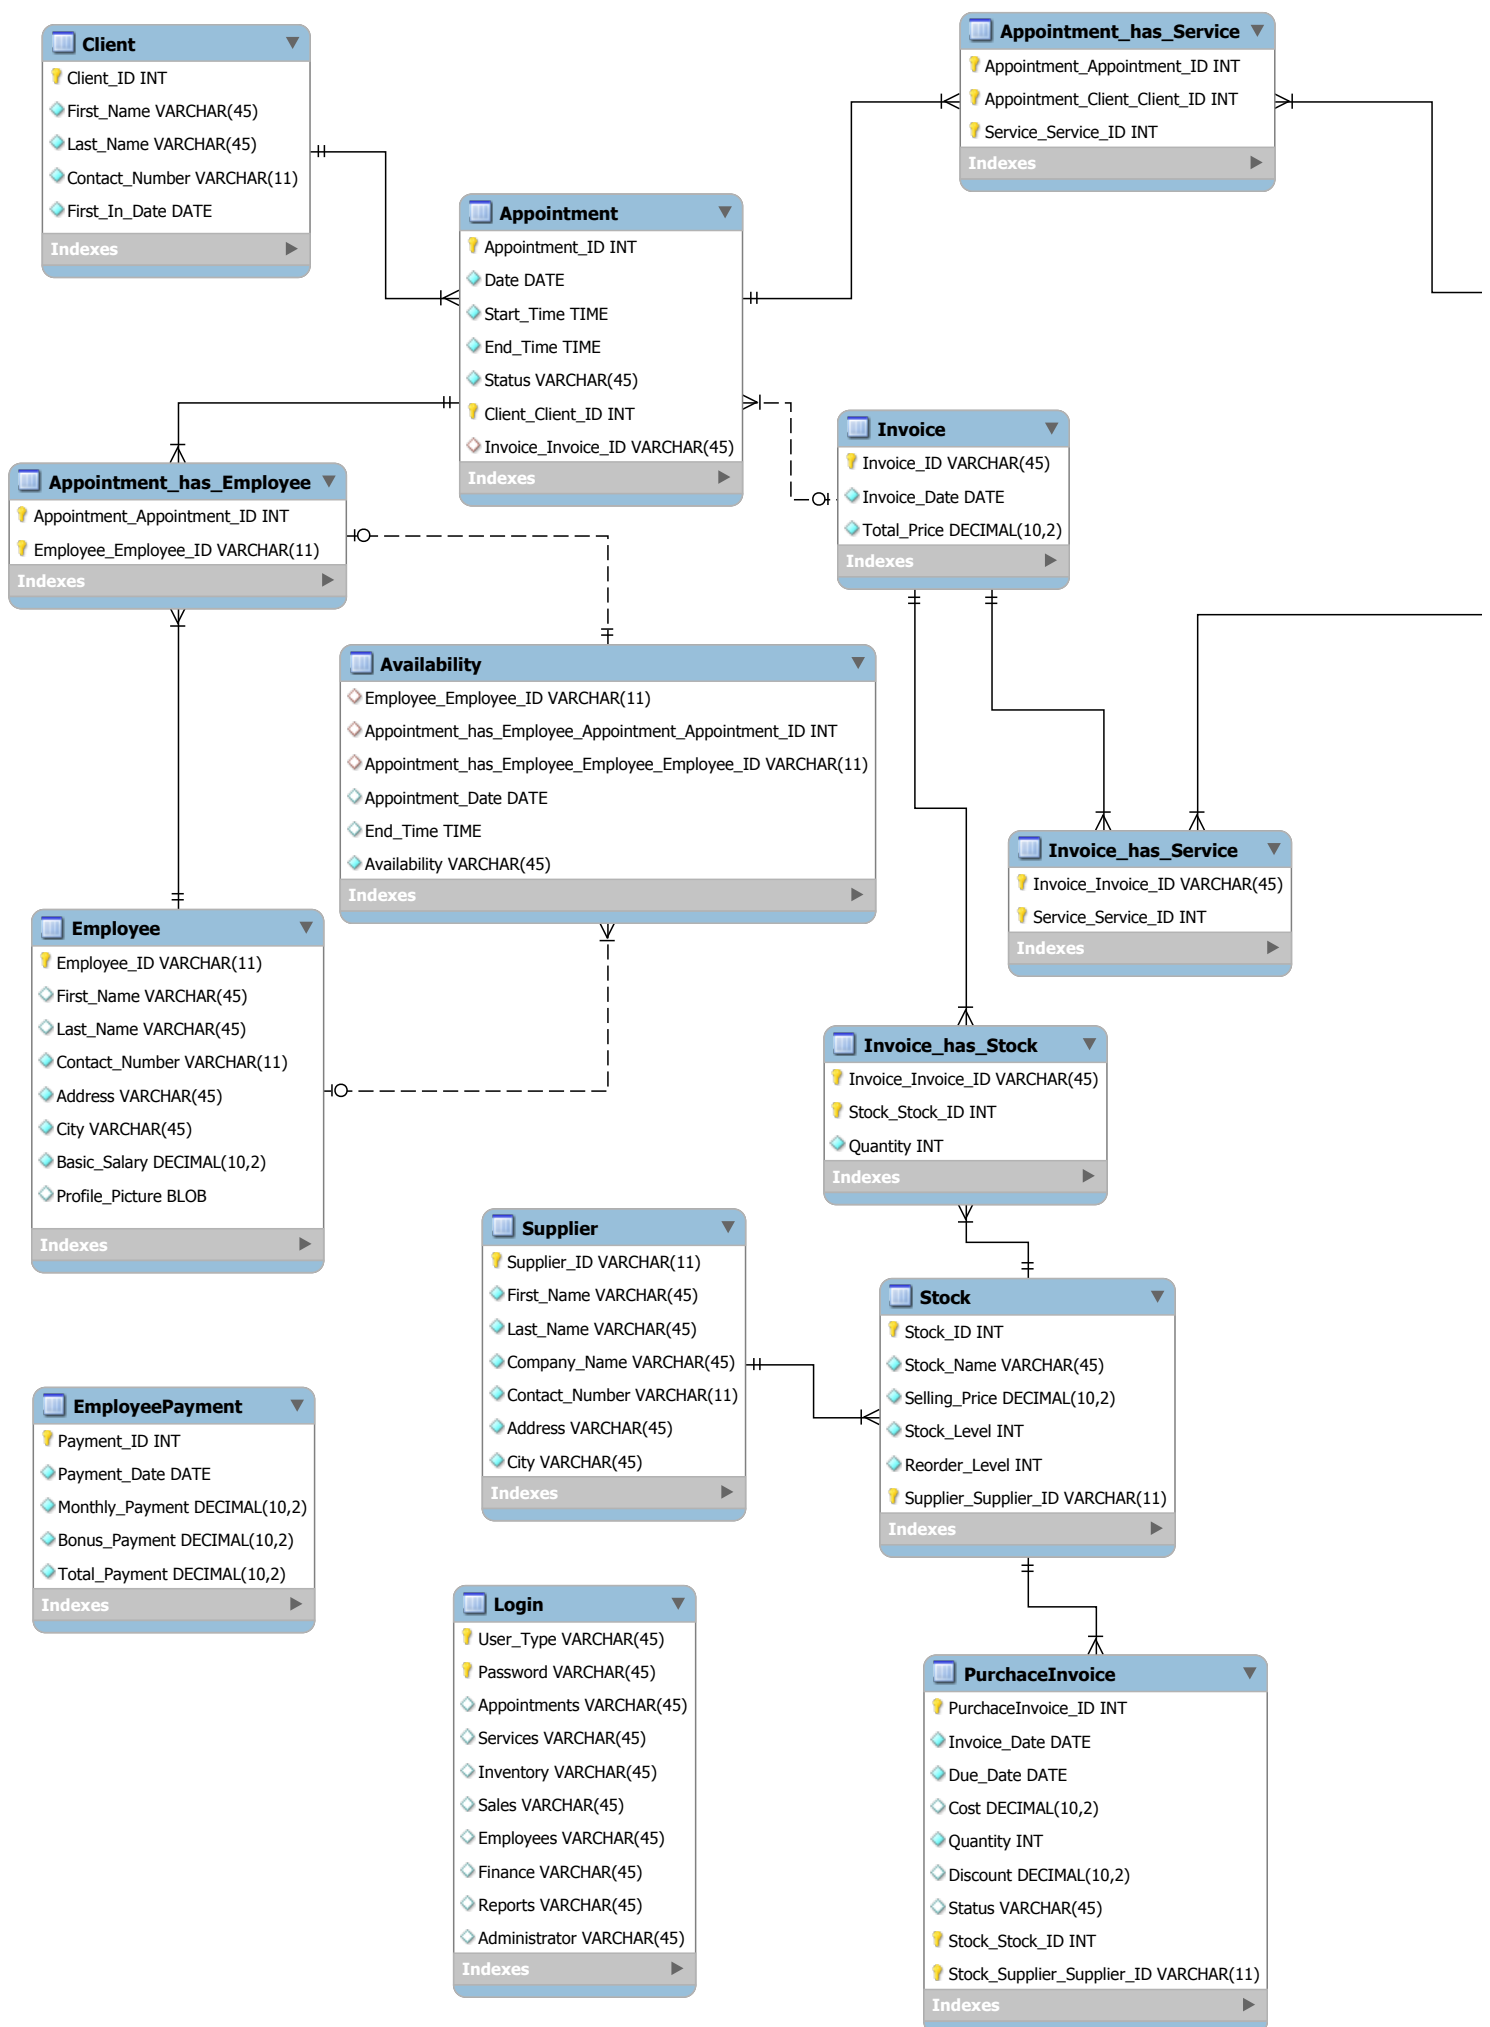 Client
Client_ID INT
First_Name VARCHAR(45)
Last_Name VARCHAR(45)
Contact_Number VARCHAR(11)
First_In_Date DATE
Indexes
Appointment_has_Service
Appointment_Appointment_ID INT
Appointment_Client_Client_ID INT
Service_Service_ID INT
Indexes
Appointment
Appointment_ID INT
Date DATE
Start_Time TIME
End_Time TIME
Status VARCHAR(45)
Client_Client_ID INT
Invoice_Invoice_ID VARCHAR(45)
Indexes
Invoice
Invoice_ID VARCHAR(45)
Invoice_Date DATE
Total_Price DECIMAL(10,2)
Indexes
Appointment_has_Employee
Appointment_Appointment_ID INT
Employee_Employee_ID VARCHAR(11)
Indexes
Availability
Employee_Employee_ID VARCHAR(11)
Appointment_has_Employee_Appointment_Appointment_ID INT
Appointment_has_Employee_Employee_Employee_ID VARCHAR(11)
Appointment_Date DATE
End_Time TIME
Availability VARCHAR(45)
Indexes
Invoice_has_Service
Invoice_Invoice_ID VARCHAR(45)
Service_Service_ID INT
Indexes
Employee
Employee_ID VARCHAR(11)
First_Name VARCHAR(45)
Last_Name VARCHAR(45)
Contact_Number VARCHAR(11)
Address VARCHAR(45)
City VARCHAR(45)
Basic_Salary DECIMAL(10,2)
Profile_Picture BLOB
Indexes
Invoice_has_Stock
Invoice_Invoice_ID VARCHAR(45)
Stock_Stock_ID INT
Quantity INT
Indexes
Supplier
Supplier_ID VARCHAR(11)
First_Name VARCHAR(45)
Last_Name VARCHAR(45)
Company_Name VARCHAR(45)
Contact_Number VARCHAR(11)
Address VARCHAR(45)
City VARCHAR(45)
Indexes
Stock
Stock_ID INT
Stock_Name VARCHAR(45)
Selling_Price DECIMAL(10,2)
Stock_Level INT
Reorder_Level INT
Supplier_Supplier_ID VARCHAR(11)
Indexes
EmployeePayment
Payment_ID INT
Payment_Date DATE
Monthly_Payment DECIMAL(10,2)
Bonus_Payment DECIMAL(10,2)
Total_Payment DECIMAL(10,2)
Indexes
Login
User_Type VARCHAR(45)
Password VARCHAR(45)
Appointments VARCHAR(45)
Services VARCHAR(45)
Inventory VARCHAR(45)
Sales VARCHAR(45)
Employees VARCHAR(45)
Finance VARCHAR(45)
Reports VARCHAR(45)
Administrator VARCHAR(45)
Indexes
PurchaceInvoice
PurchaceInvoice_ID INT
Invoice_Date DATE
Due_Date DATE
Cost DECIMAL(10,2)
Quantity INT
Discount DECIMAL(10,2)
Status VARCHAR(45)
Stock_Stock_ID INT
Stock_Supplier_Supplier_ID VARCHAR(11)
Indexes